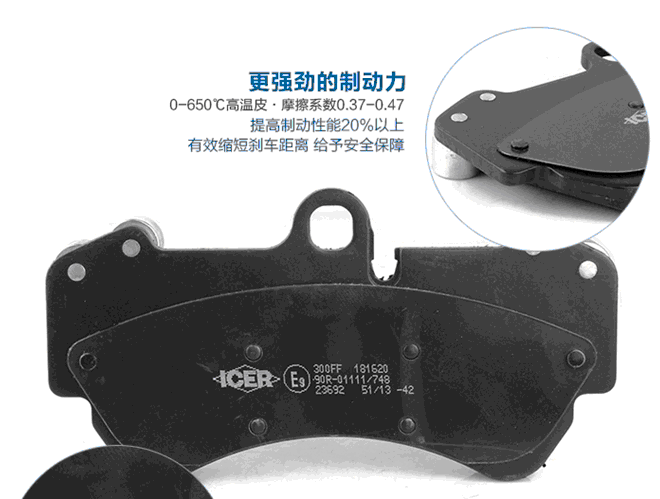 更强劲的制动力
0-650℃高温皮·摩擦系数0.37-0.47
提高制动性能20%以上
有效缩短刹车距离 给予安全保障
ICER
ICER E9 300FF 181620
90R-01111/748
23692 51/13 -42